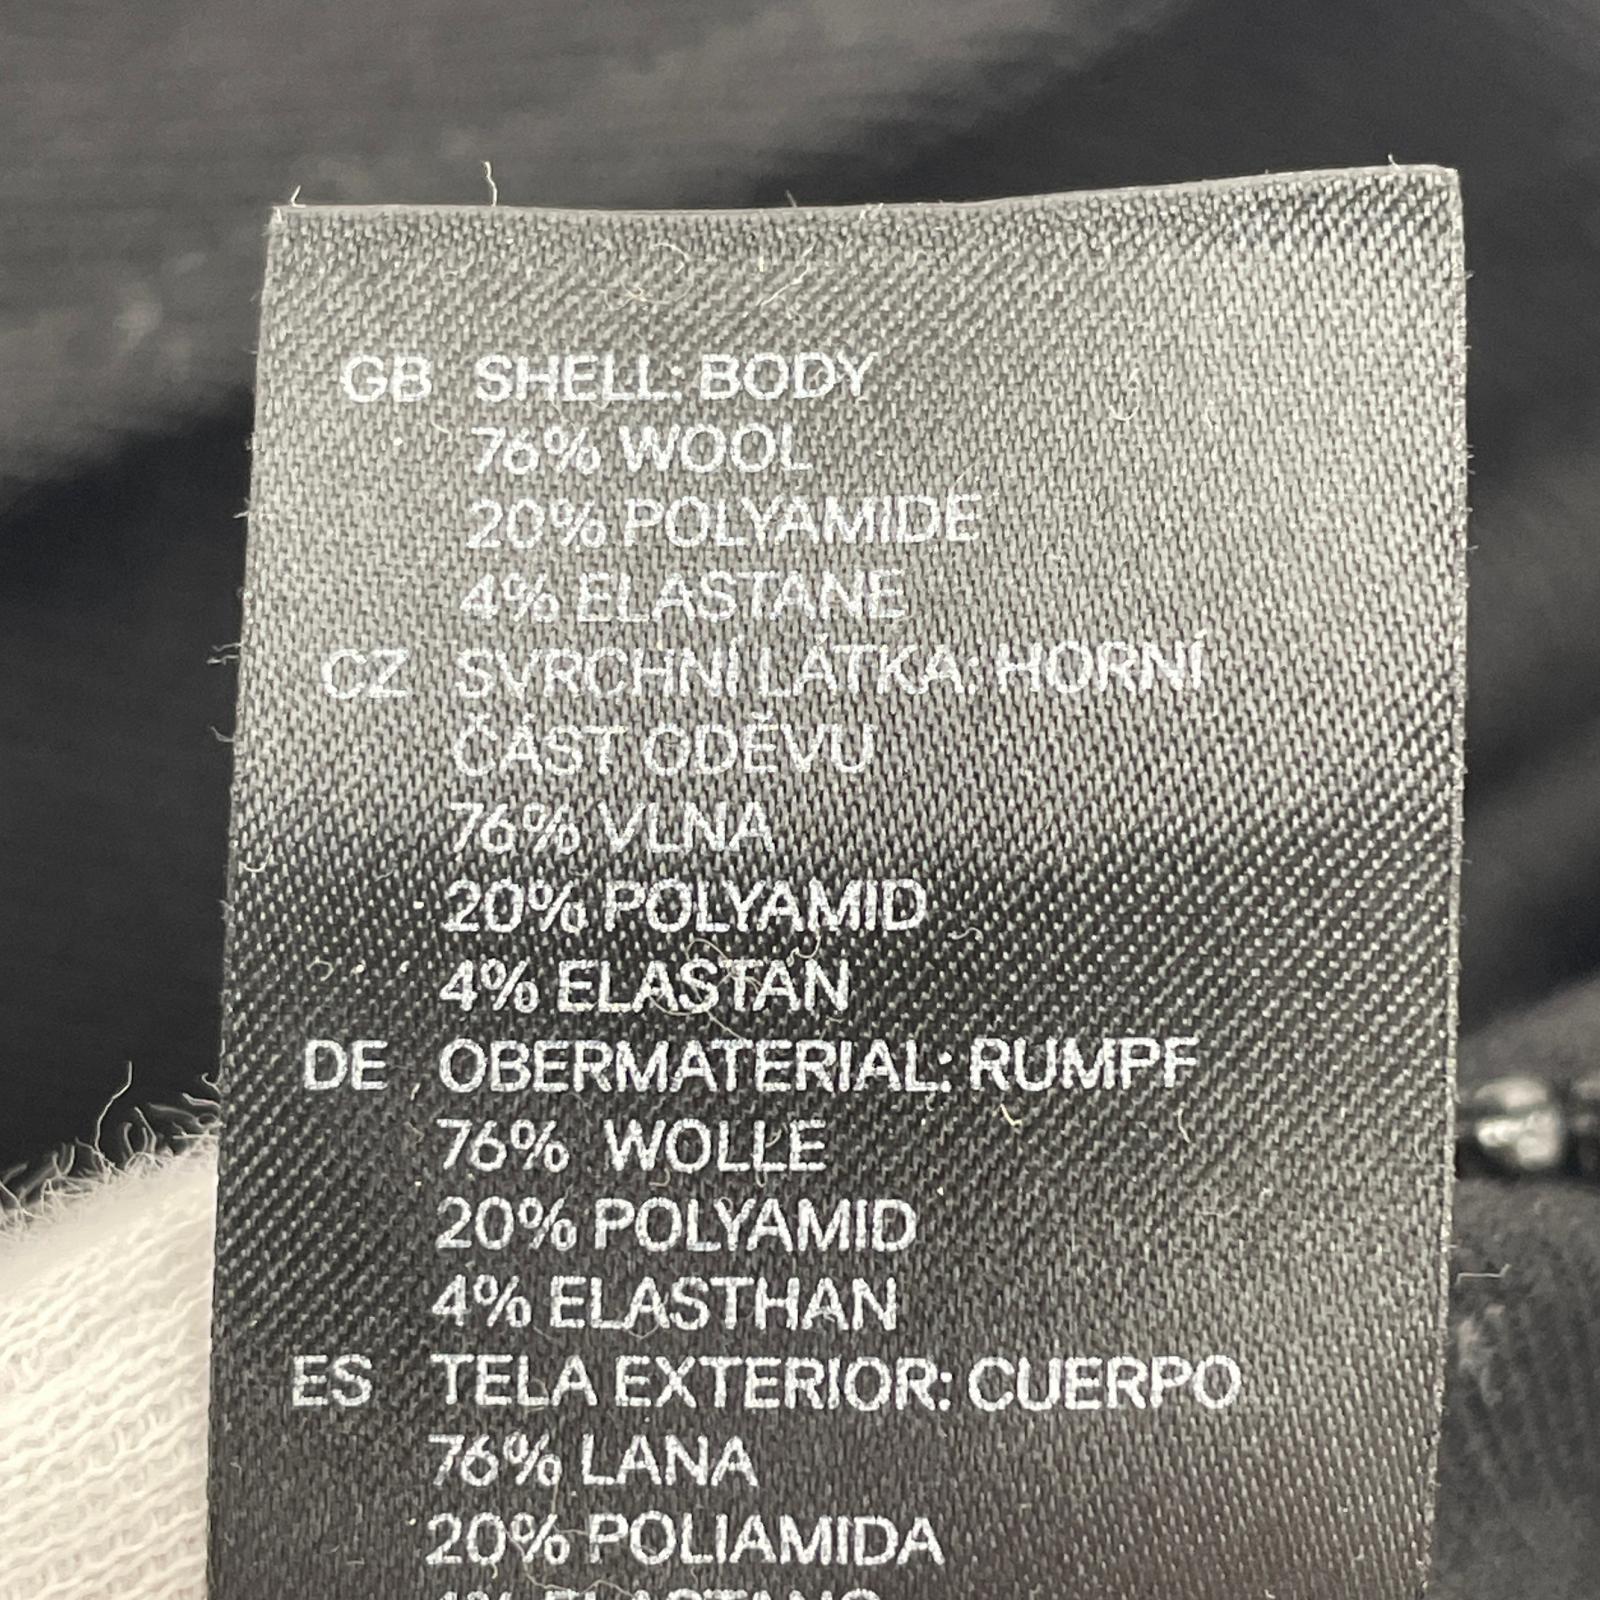 GB SHELL: BODY
76% WOOL
20% POLYAMIDE
4% ELASTANE
CZ SVRCHNÍ LÁTKA: HORNÍ
ČÁST ODĚVU
76% VLNA
20% POLYAMID
4% ELASTAN
DE OBERMATERIAL: RUMPF
76% WOLLE
20% POLYAMID
4% ELASTHAN
ES TELA EXTERIOR: CUERPO
76% LANA
20% POLIAMIDA
4% ELASTANO